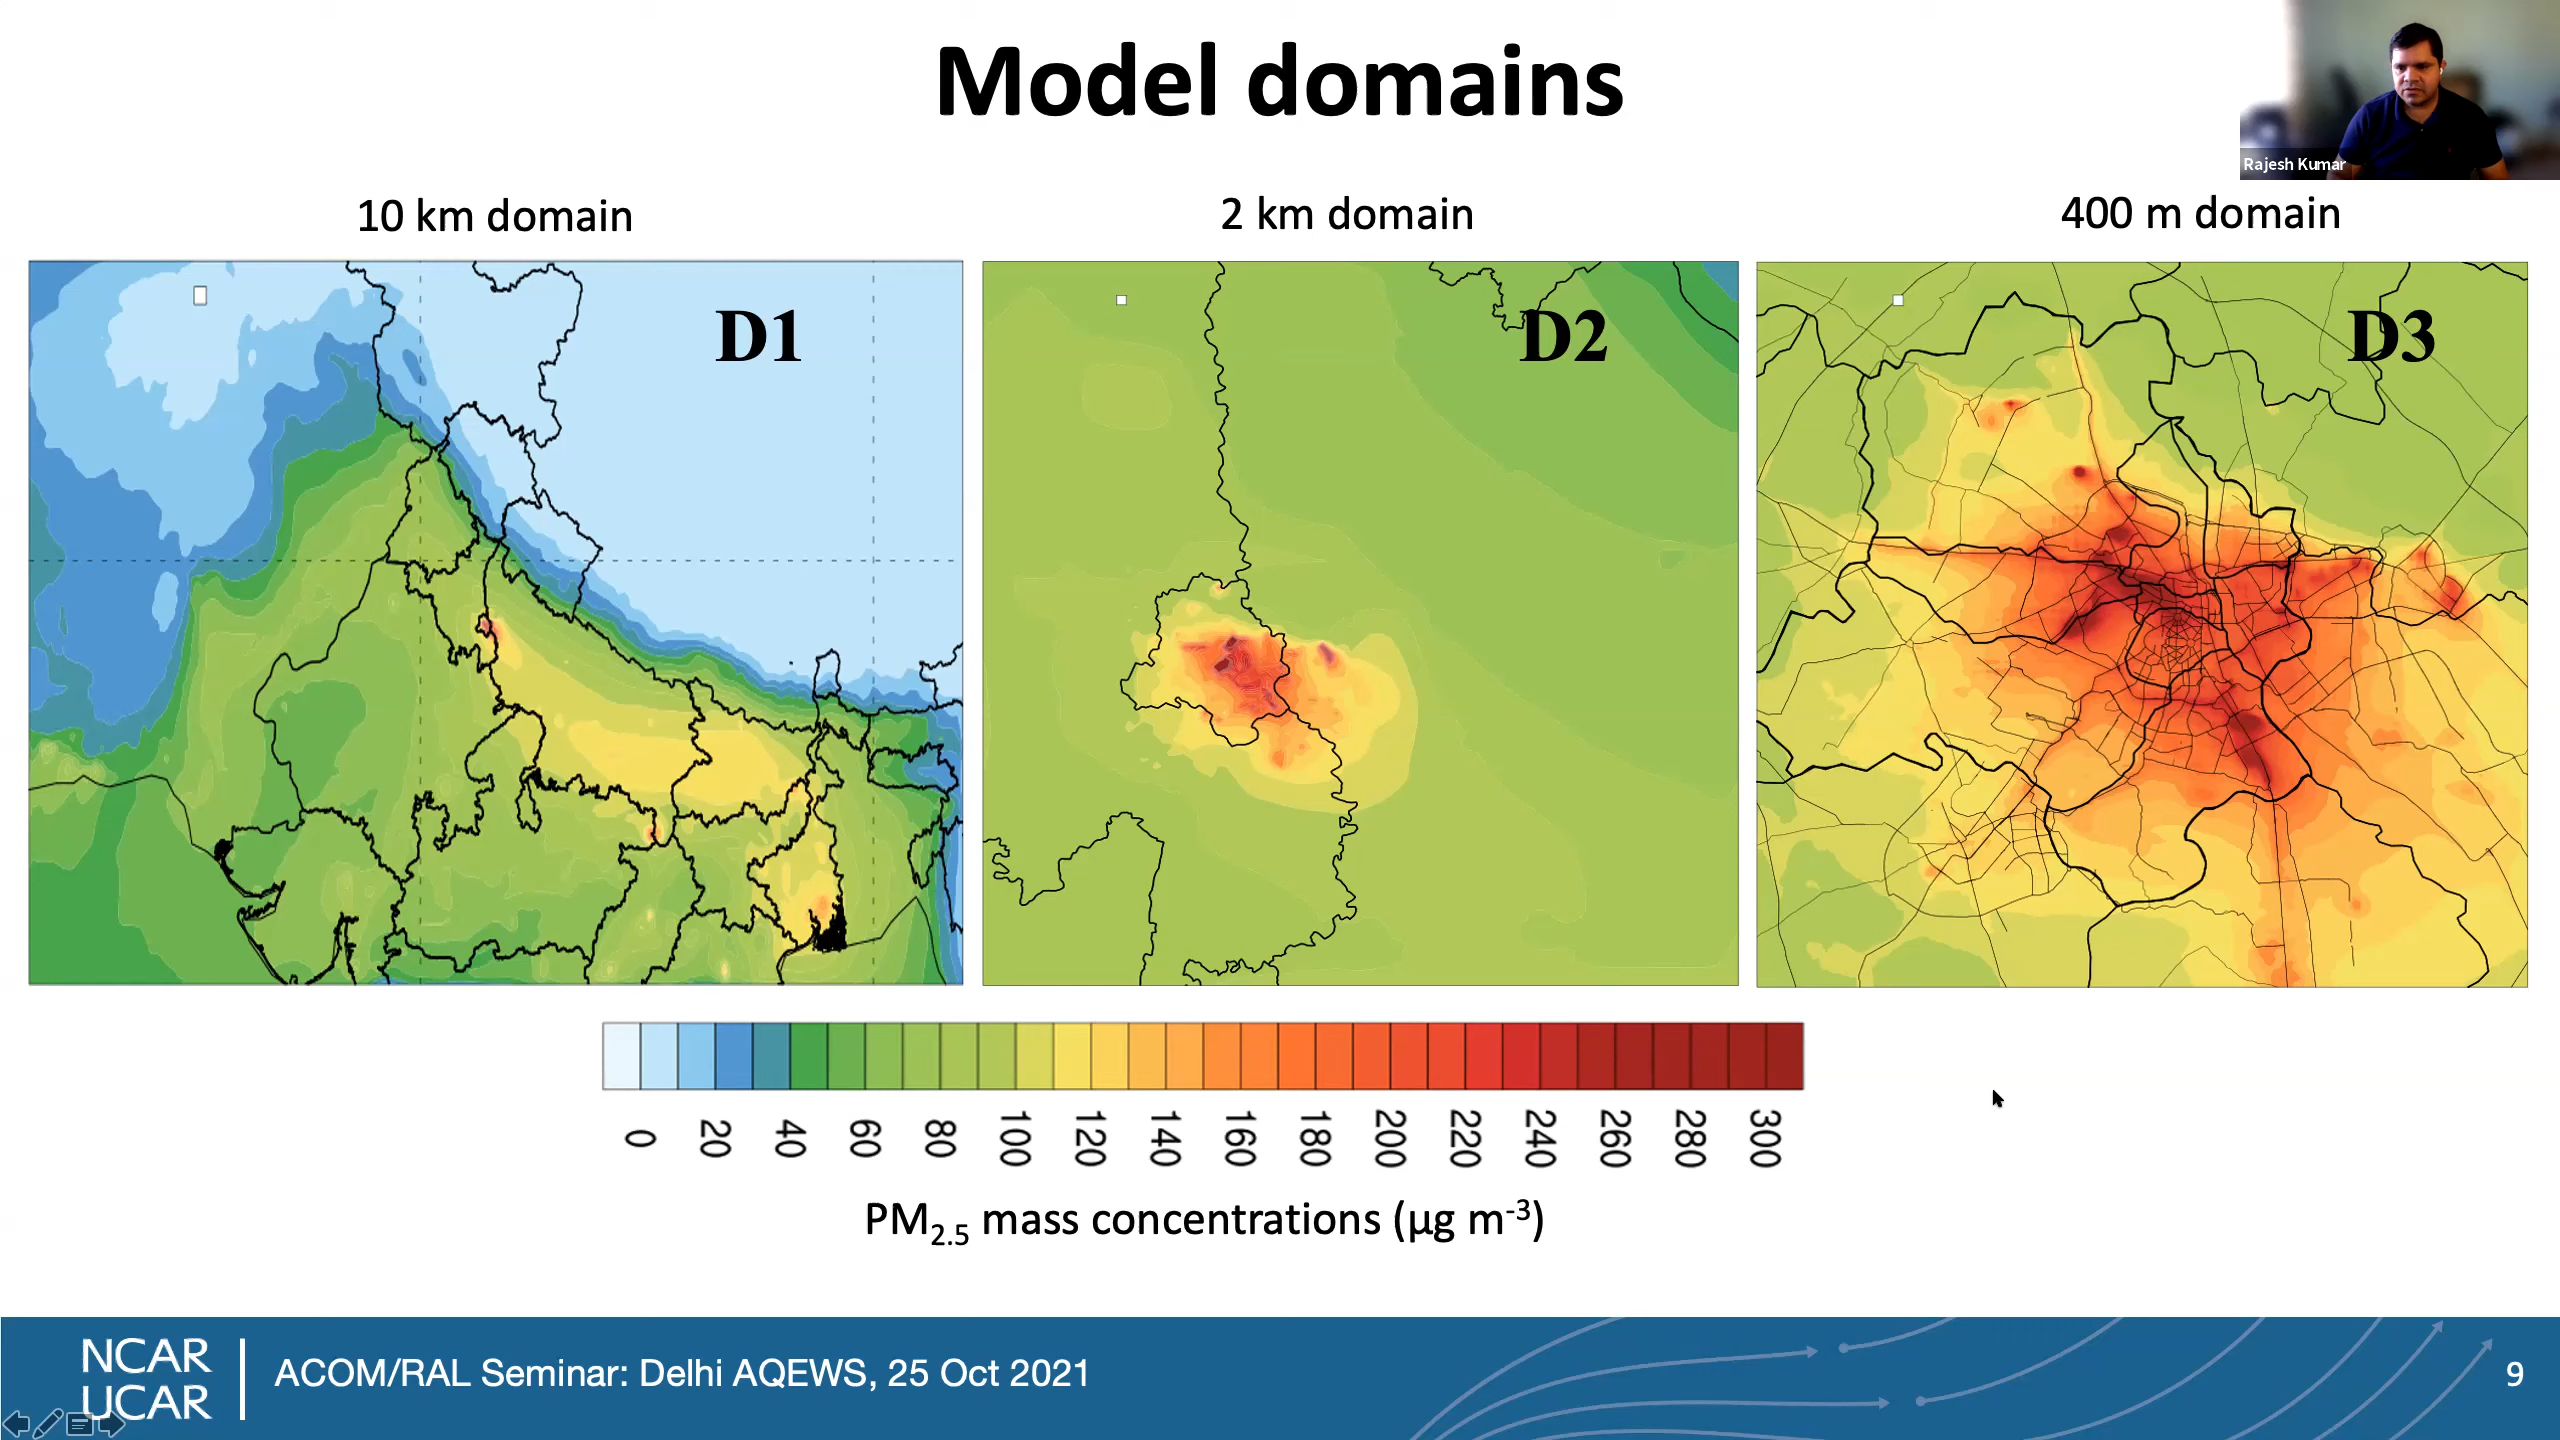 Model domains
Rajesh Kumar
10 km domain
2 km domain
400 m domain
D1
D2
D3
0 20 40 60 80 100 120 140 160 180 200 220 240 260 280 300
PM2.5 mass concentrations (µg m-3)
NCAR
UCAR
ACOM/RAL Seminar: Delhi AQEWS, 25 Oct 2021
9